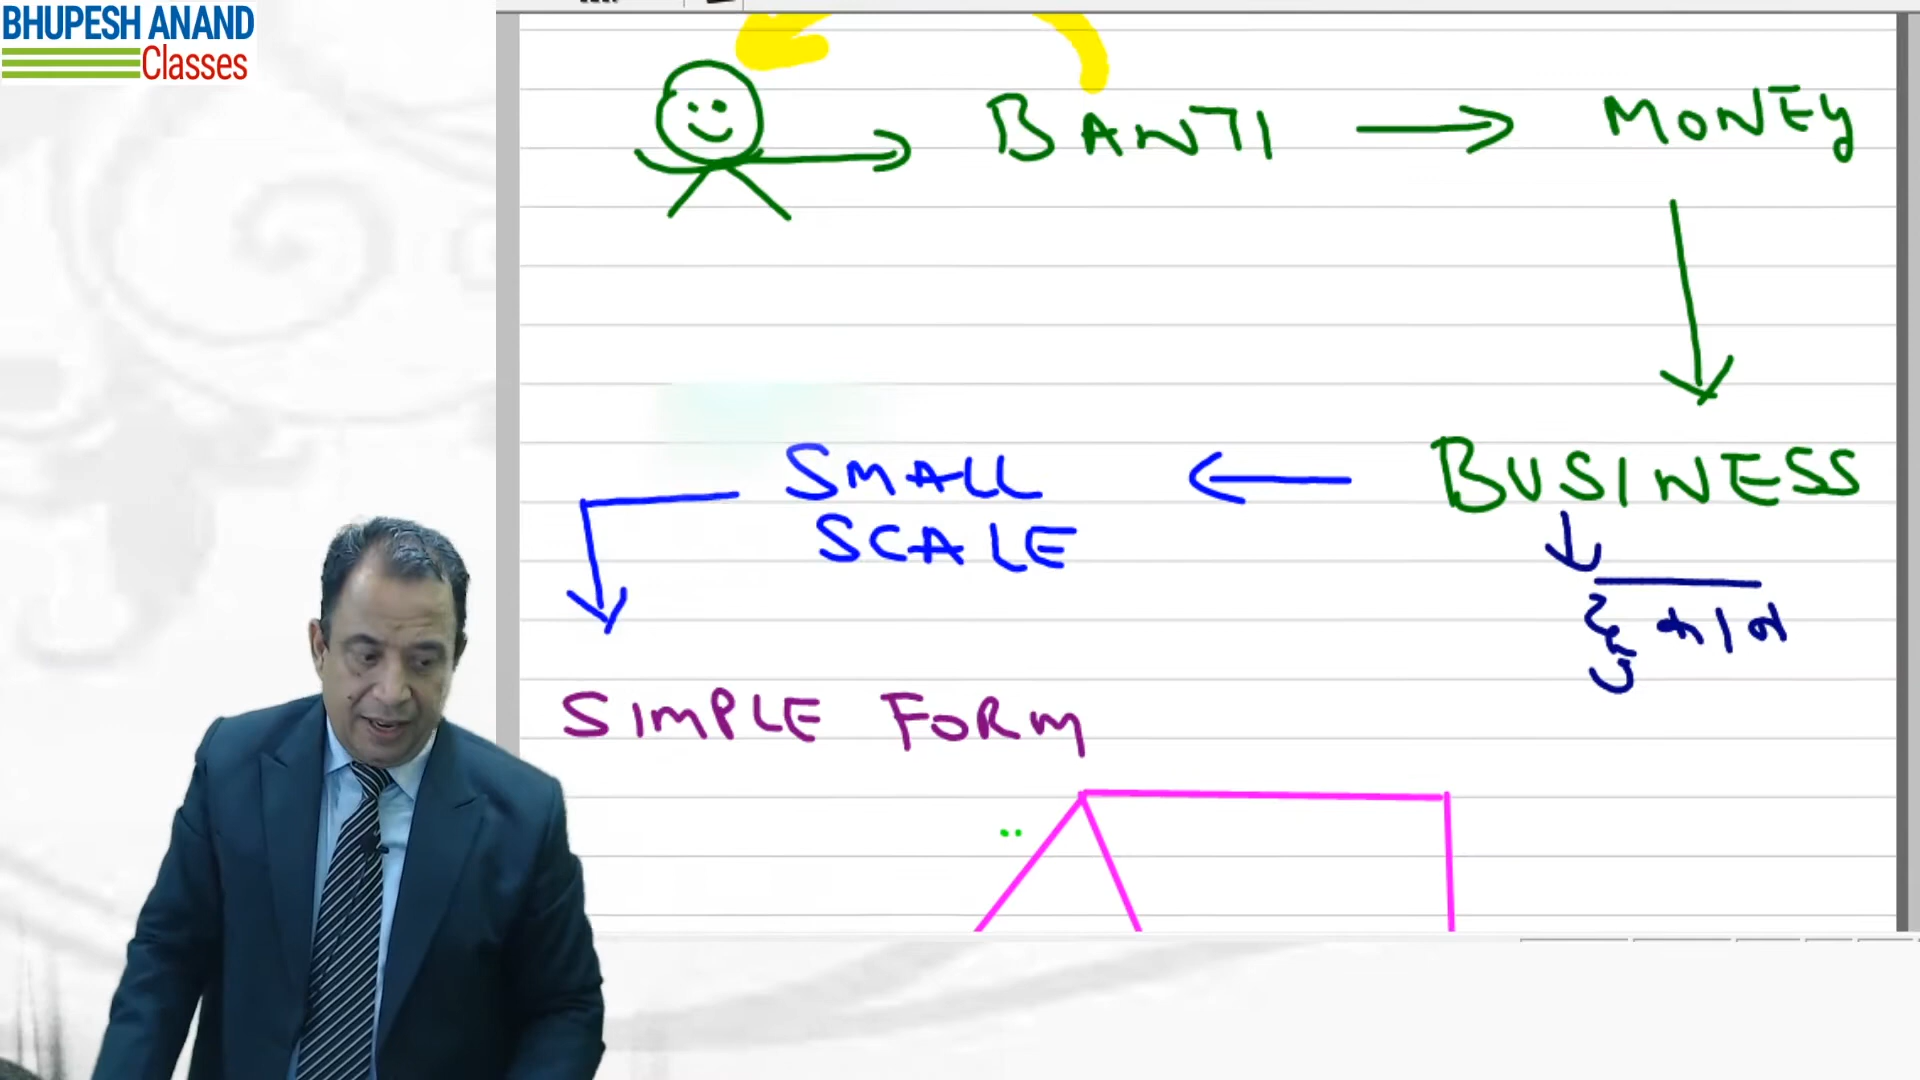 BHUPESH ANAND
Classes
BANTI → MONEY
SMALL ← BUSINESS
SCALE
SIMPLE FORM